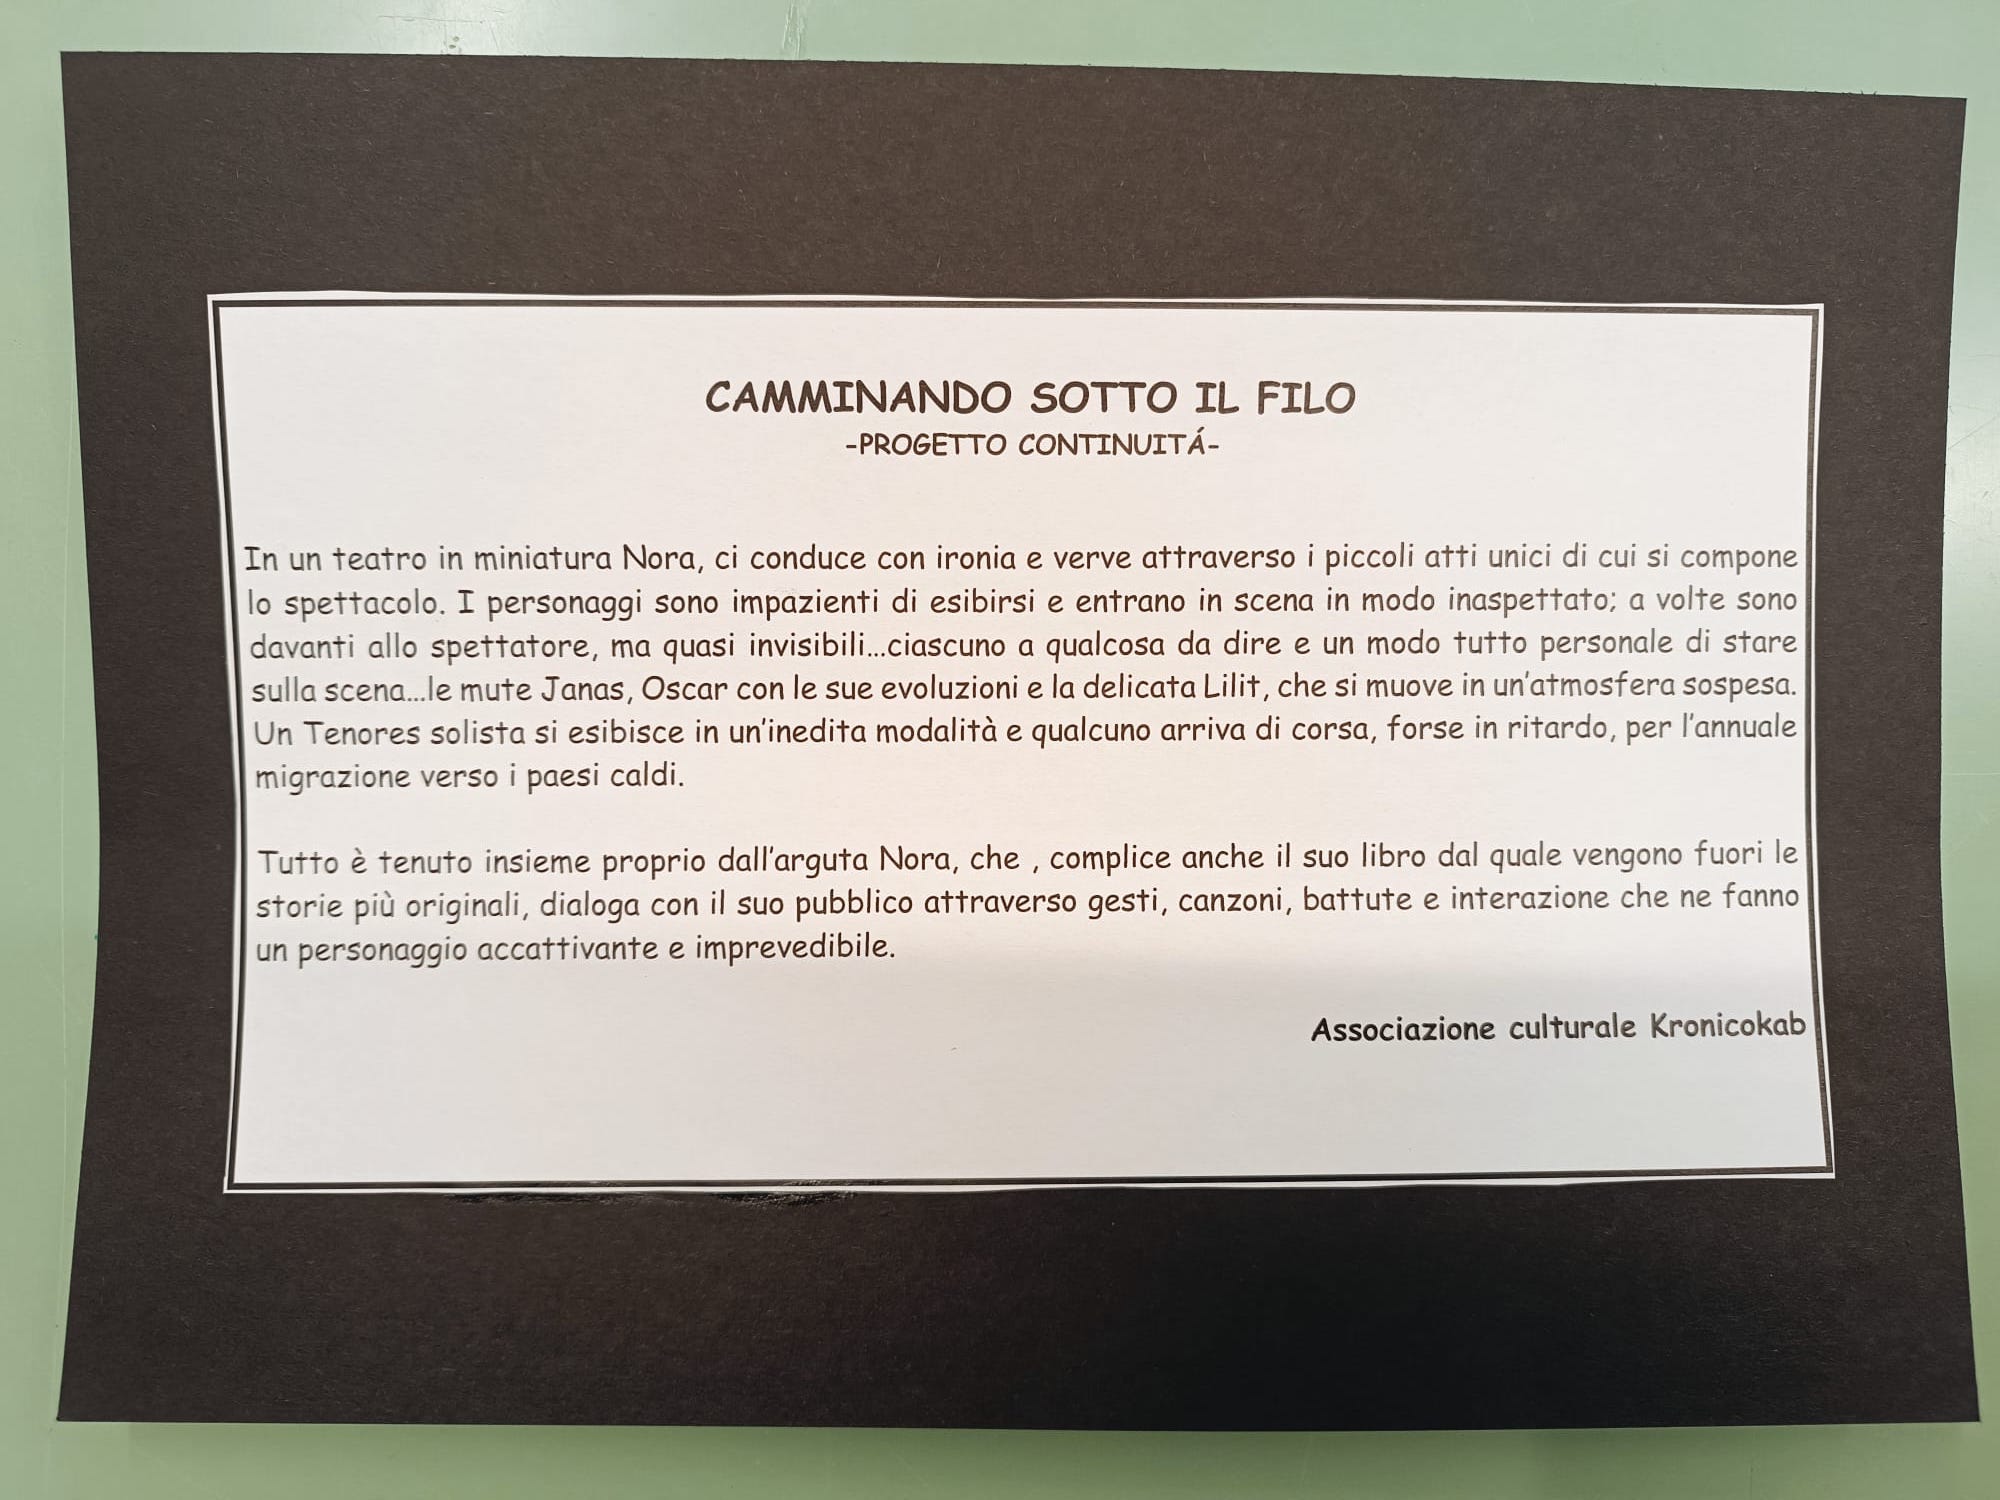 CAMMINANDO SOTTO IL FILO
-PROGETTO CONTINUITÁ-
In un teatro in miniatura Nora, ci conduce con ironia e verve attraverso i piccoli atti unici di cui si compone
lo spettacolo. I personaggi sono impazienti di esibirsi e entrano in scena in modo inaspettato; a volte sono
davanti allo spettatore, ma quasi invisibili...ciascuno a qualcosa da dire e un modo tutto personale di stare
sulla scena...le mute Janas, Oscar con le sue evoluzioni e la delicata Lilit, che si muove in un'atmosfera sospesa.
Un Tenores solista si esibisce in un'inedita modalità e qualcuno arriva di corsa, forse in ritardo, per l'annuale
migrazione verso i paesi caldi.
Tutto è tenuto insieme proprio dall'arguta Nora, che , complice anche il suo libro dal quale vengono fuori le
storie più originali, dialoga con il suo pubblico attraverso gesti, canzoni, battute e interazione che ne fanno
un personaggio accattivante e imprevedibile.
Associazione culturale Kronicokab